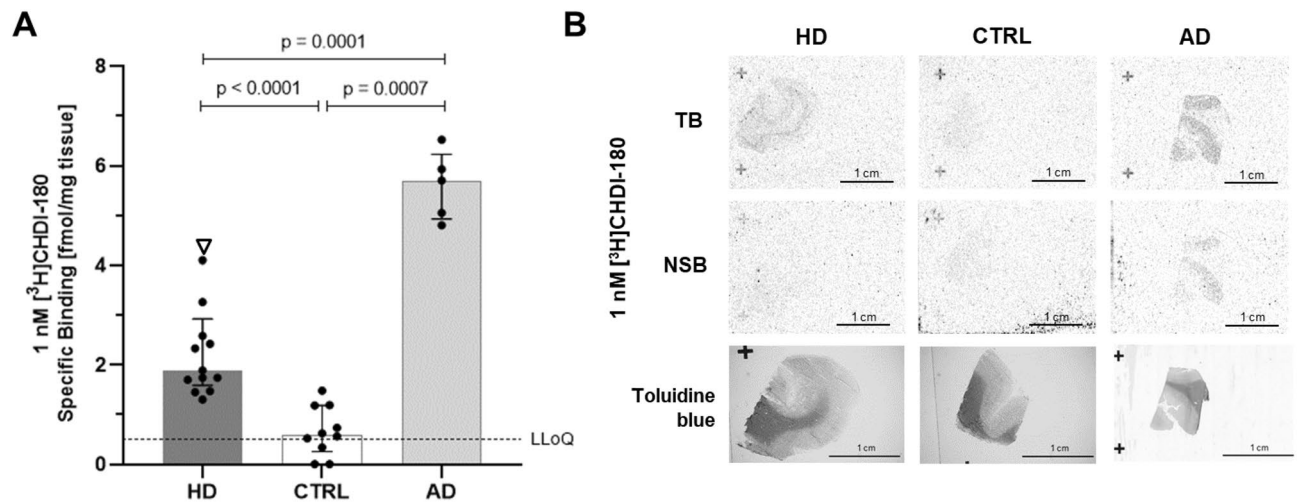 A
1 nM [³H]CHDI-180
Specific Binding [fmol/mg tissue]
8
6
4
2
0
p = 0.0001
p < 0.0001
p = 0.0007
LLoQ
HD
CTRL
AD
B
HD
CTRL
AD
1 nM [³H]CHDI-180
TB
1 cm
1 cm
1 cm
NSB
1 cm
1 cm
1 cm
Toluidine
blue
1 cm
1 cm
1 cm